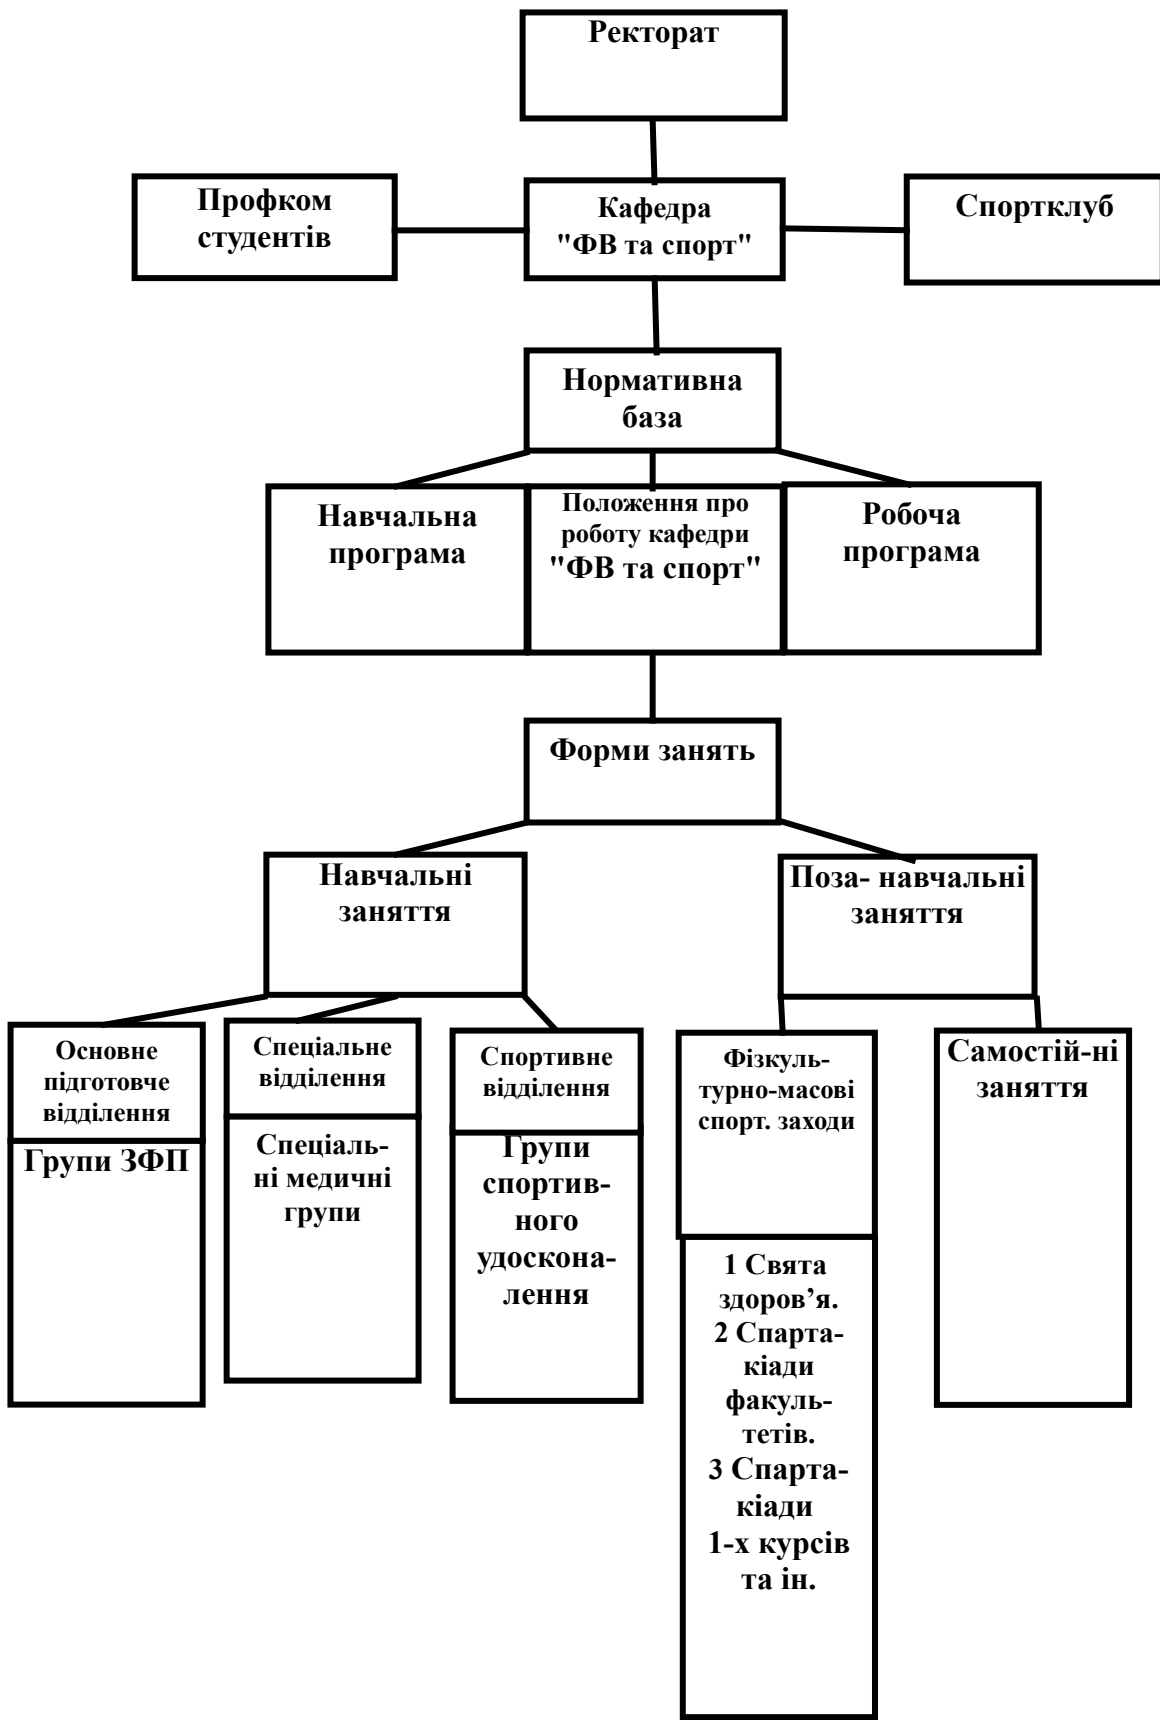 Ректорат
Профком
студентів
Кафедра
"ФВ та спорт"
Спортклуб
Нормативна
база
Навчальна
програма
Положення про
роботу кафедри
"ФВ та спорт"
Робоча
програма
Форми занять
Навчальні
заняття
Поза- навчальні
заняття
Основне
підготовче
відділення
Групи ЗФП
Спеціальне
відділення
Спеціаль-
ні медичні
групи
Спортивне
відділення
Групи
спортив-
ного
удоскона-
лення
Фізкуль-
турно-масові
спорт. заходи
1 Свята
здоров’я.
2 Спарта-
кіади
факуль-
тетів.
3 Спарта-
кіади
1-х курсів
та ін.
Самостій-ні
заняття